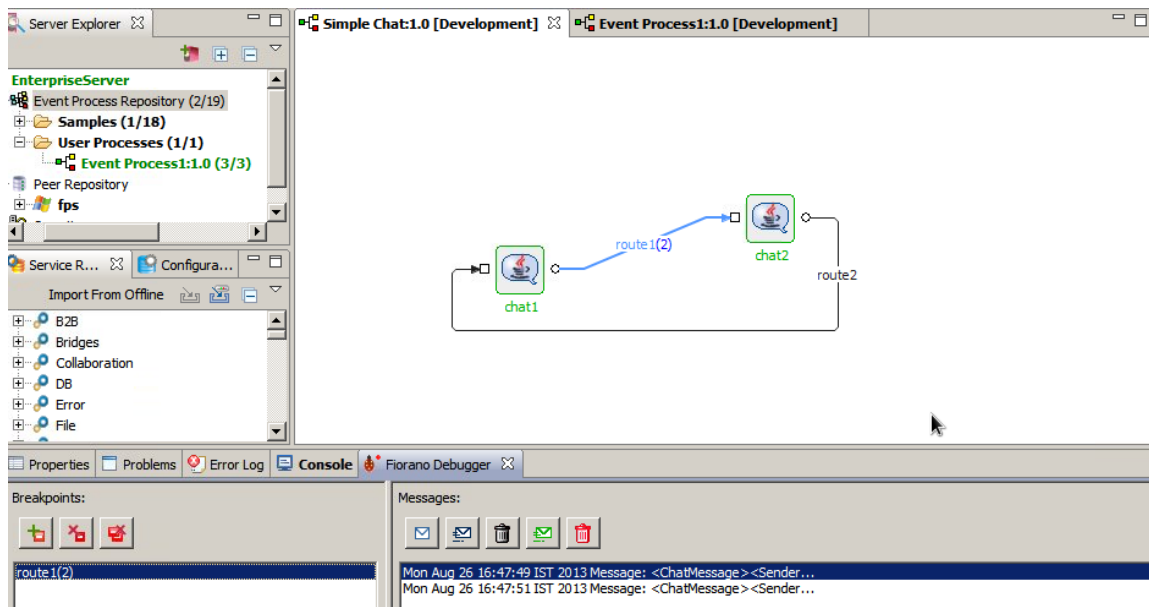 Server Explorer
Simple Chat:1.0 [Development]
Event Process1:1.0 [Development]
EnterpriseServer
Event Process Repository (2/19)
Samples (1/18)
User Processes (1/1)
Event Process1:1.0 (3/3)
Peer Repository
fps
route1(2)
chat2
route2
chat1
Service R...
Configura...
Import From Offline
B2B
Bridges
Collaboration
DB
Error
File
Properties
Problems
Error Log
Console
Fiorano Debugger
Breakpoints:
Messages:
route1(2)
Mon Aug 26 16:47:49 IST 2013 Message: <ChatMessage><Sender...
Mon Aug 26 16:47:51 IST 2013 Message: <ChatMessage><Sender...